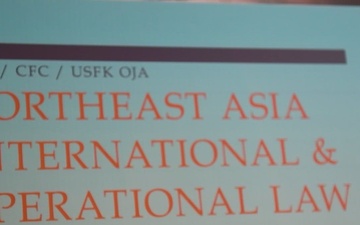 / CFC / USFK OJA
ORTHEAST ASIA
NTERNATIONAL &
PERATIONAL LAW